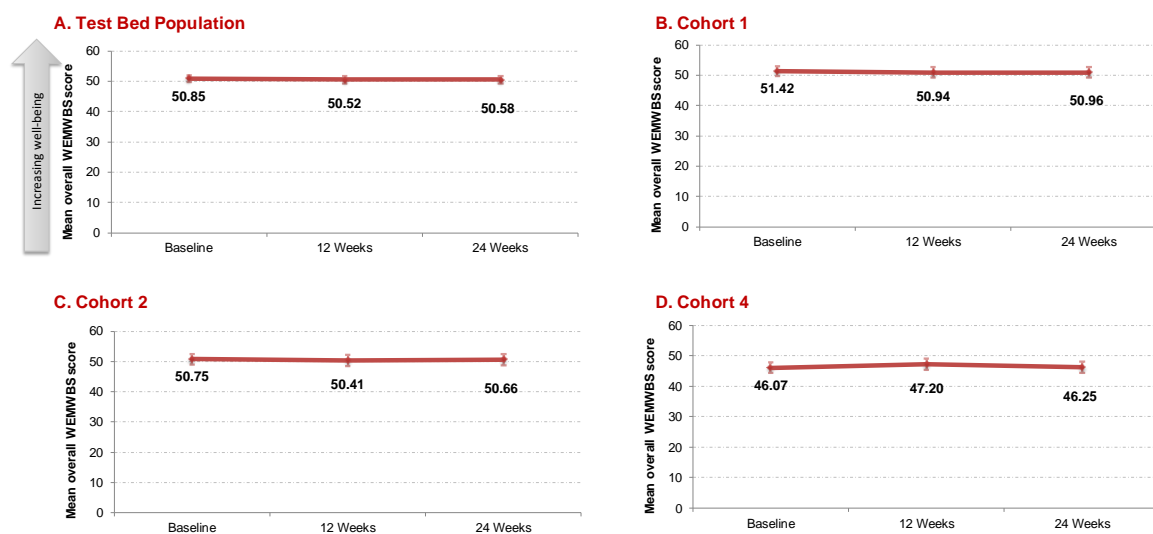 A. Test Bed Population
Increasing well-being
Mean overall WEMWBS score
60
50
40
30
20
10
0
50.85
50.52
50.58
Baseline
12 Weeks
24 Weeks
B. Cohort 1
Mean overall WEMWBS score
60
50
40
30
20
10
0
51.42
50.94
50.96
Baseline
12 Weeks
24 Weeks
C. Cohort 2
Mean overall WEMWBS score
60
50
40
30
20
10
0
50.75
50.41
50.66
Baseline
12 Weeks
24 Weeks
D. Cohort 4
Mean overall WEMWBS score
60
50
40
30
20
10
0
46.07
47.20
46.25
Baseline
12 Weeks
24 Weeks